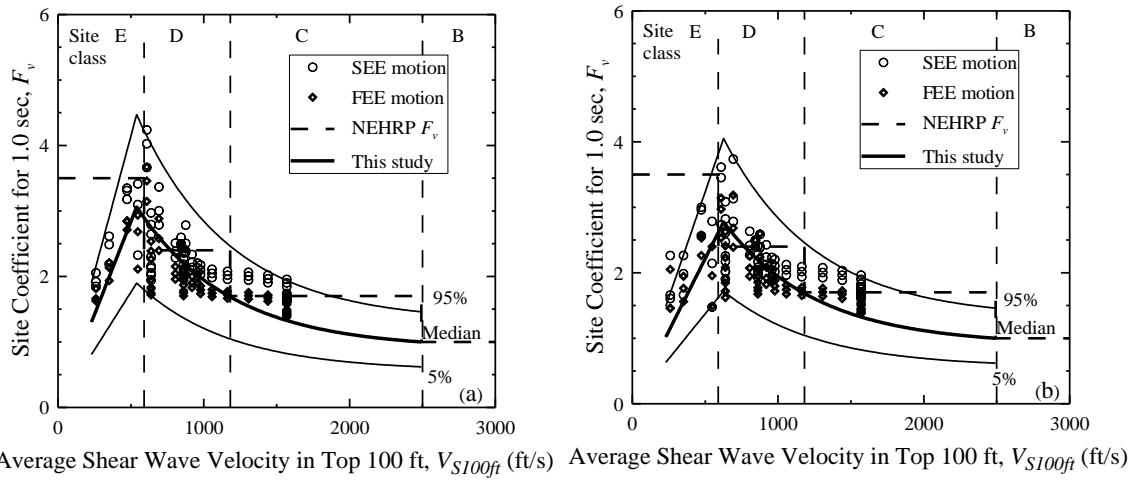 6
Site
class
E
D
C
B
SEE motion
FEE motion
NEHRP Fv
This study
4
2
0
95%
Median
5%
(a)
0
1000
2000
3000
Site Coefficient for 1.0 sec, Fv
Average Shear Wave Velocity in Top 100 ft, VS100ft (ft/s)
6
Site
class
E
D
C
B
SEE motion
FEE motion
NEHRP Fv
This study
4
2
0
95%
Median
5%
(b)
0
1000
2000
3000
Site Coefficient for 1.0 sec, Fv
Average Shear Wave Velocity in Top 100 ft, VS100ft (ft/s)